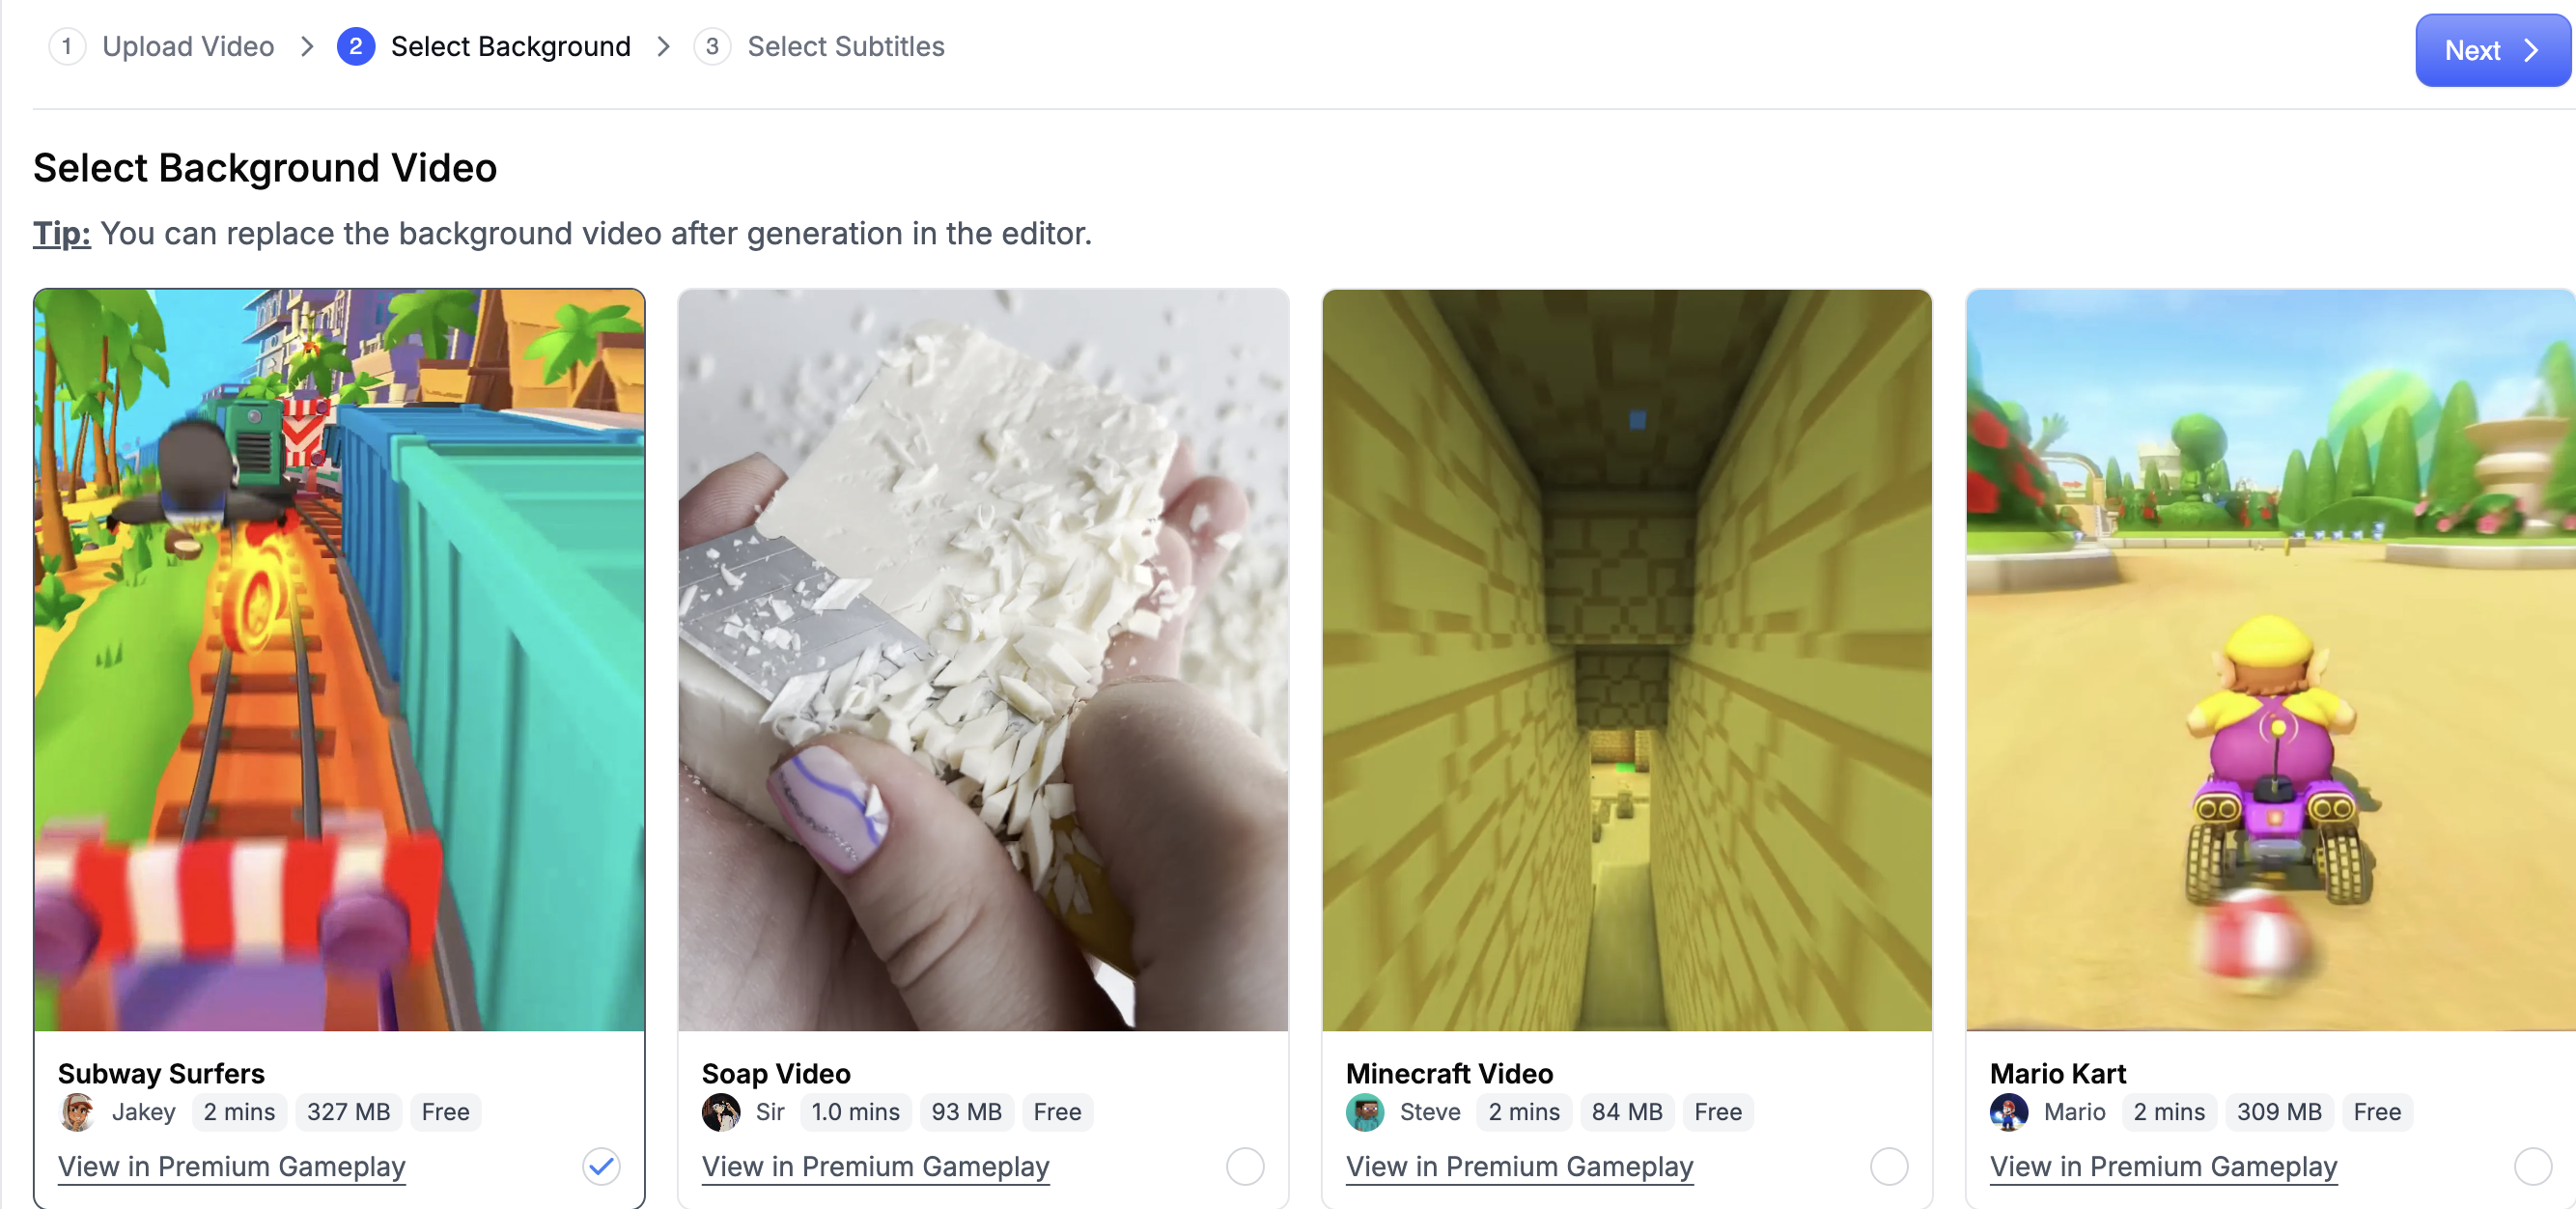 1 Upload Video > 2 Select Background > 3 Select Subtitles
Next >
Select Background Video
Tip: You can replace the background video after generation in the editor.
Subway Surfers
Jakey 2 mins 327 MB Free
View in Premium Gameplay
Soap Video
Sir 1.0 mins 93 MB Free
View in Premium Gameplay
Minecraft Video
Steve 2 mins 84 MB Free
View in Premium Gameplay
Mario Kart
Mario 2 mins 309 MB Free
View in Premium Gameplay